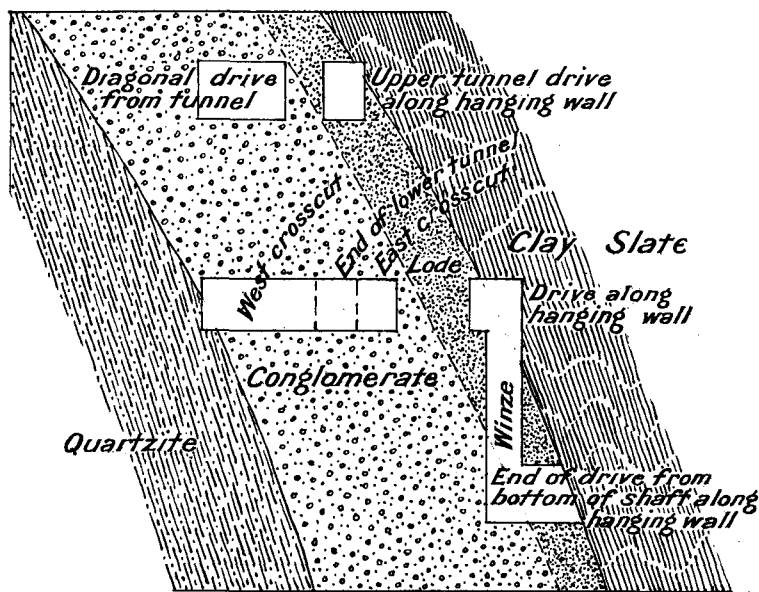 Diagonal drive
from tunnel
Upper tunnel drive
along hanging wall
West crosscut
End of lower tunnel
East crosscut
Lode
Clay Slate
Drive along
hanging wall
Conglomerate
Quartzite
Winze
End of drive from
bottom of shaft along
hanging wall